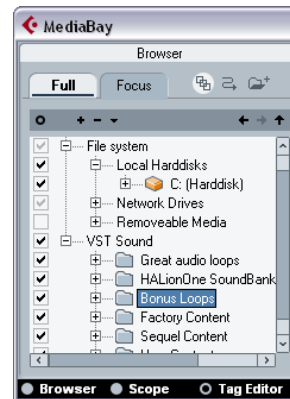 MediaBay
Browser
Full Focus
File system
Local Harddisks
C: (Harddisk)
Network Drives
Removeable Media
VST Sound
Great audio loops
HALionOne SoundBank
Bonus Loops
Factory Content
Sequel Content
Browser Scope Tag Editor